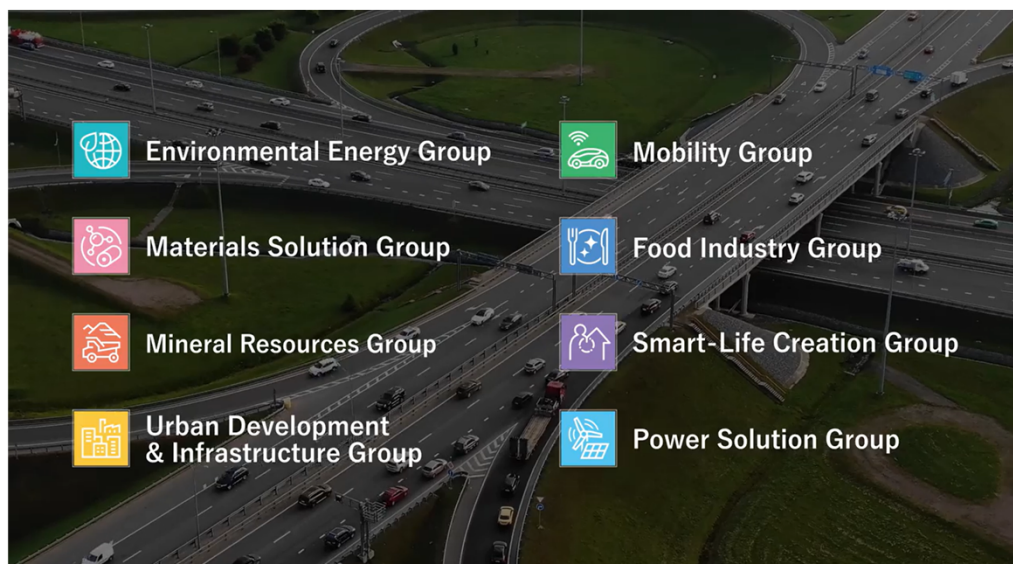 Environmental Energy Group
Materials Solution Group
Mineral Resources Group
Urban Development
& Infrastructure Group
Mobility Group
Food Industry Group
Smart-Life Creation Group
Power Solution Group